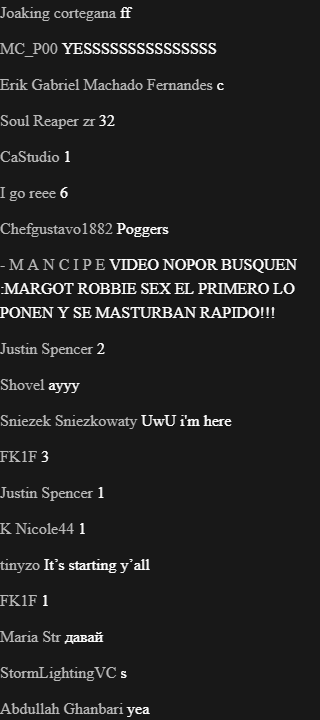 Joaking cortegana ff
MC_P00 YESSSSSSSSSSSSSSS
Erik Gabriel Machado Fernandes c
Soul Reaper zr 32
CaStudio 1
I go reee 6
Chefgustavo1882 Poggers
- M A N C I P E VIDEO NOPOR BUSQUEN
:MARGOT ROBBIE SEX EL PRIMERO LO
PONEN Y SE MASTURBAN RAPIDO!!!
Justin Spencer 2
Shovel ayyy
Sniezek Sniezkowaty UwU i'm here
FK1F 3
Justin Spencer 1
K Nicole44 1
tinyzo It’s starting y’all
FK1F 1
Maria Str давай
StormLightingVC s
Abdullah Ghanbari yea